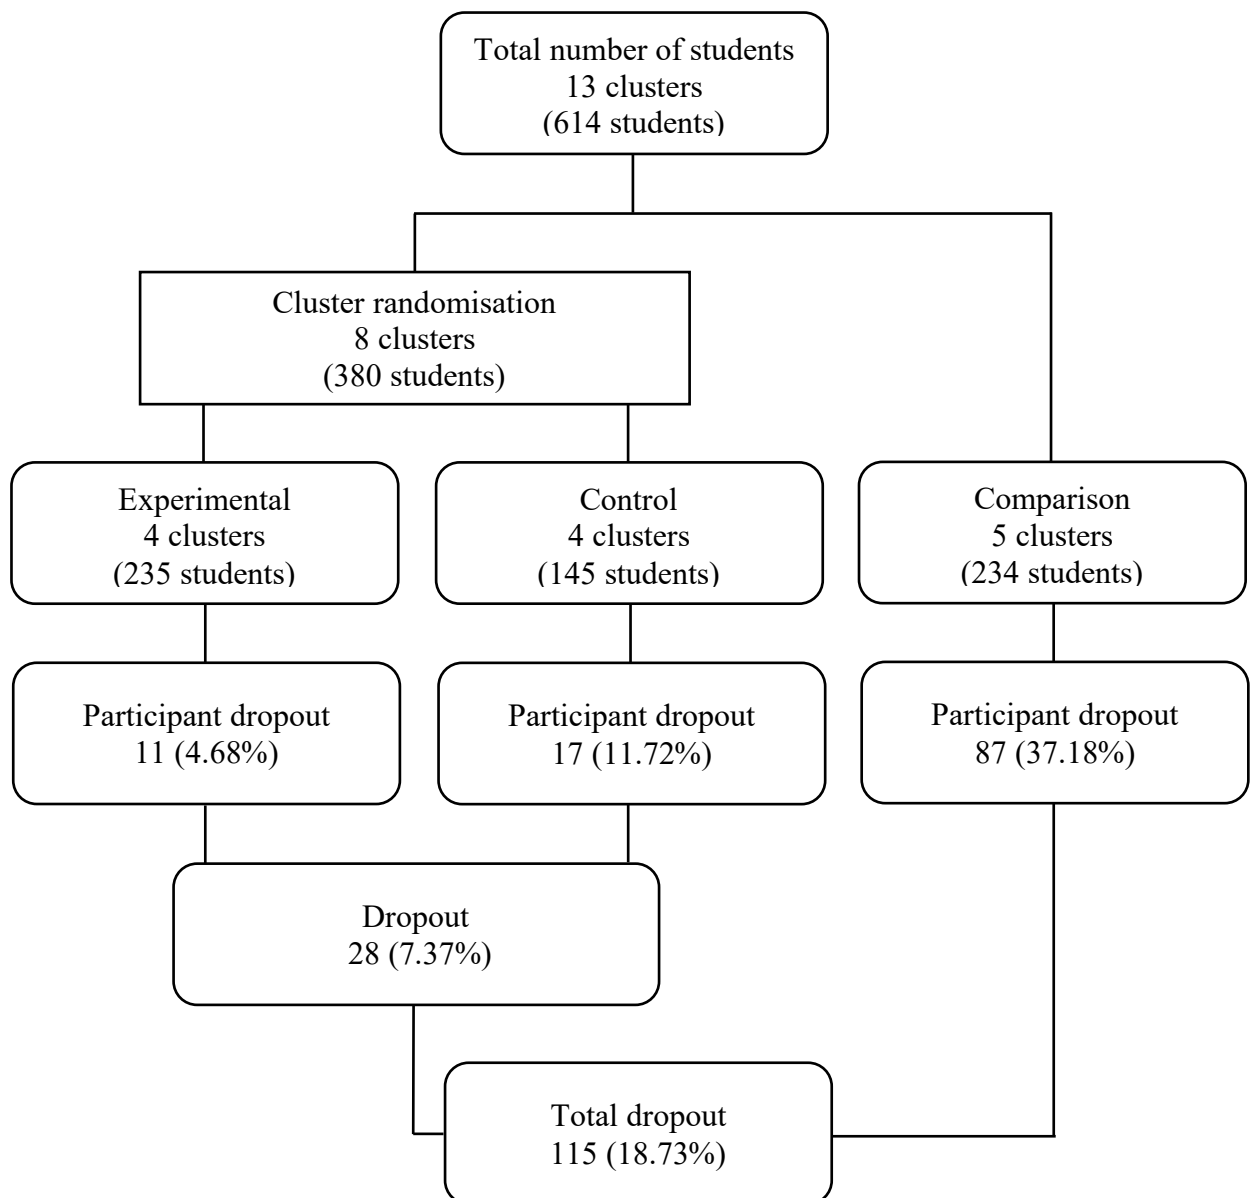 Total number of students
13 clusters
(614 students)
Cluster randomisation
8 clusters
(380 students)
Experimental
4 clusters
(235 students)
Control
4 clusters
(145 students)
Comparison
5 clusters
(234 students)
Participant dropout
11 (4.68%)
Participant dropout
17 (11.72%)
Participant dropout
87 (37.18%)
Dropout
28 (7.37%)
Total dropout
115 (18.73%)